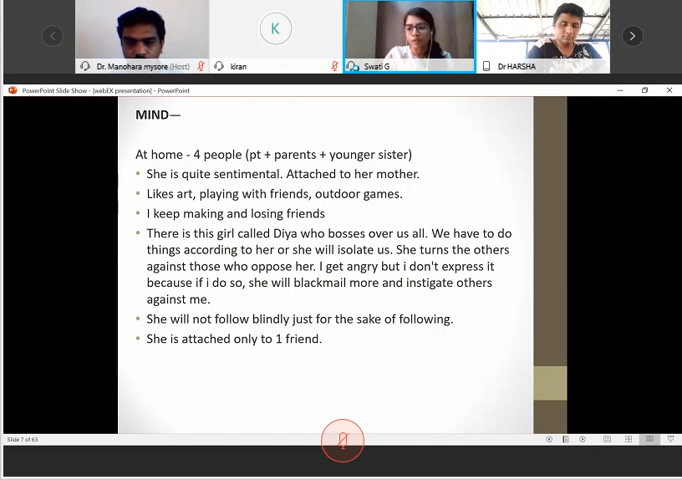 K
Dr. Manohara mysore (Host)
kiran
Swati G
Dr HARSHA
PowerPoint Slide Show - [webEX presentation] - PowerPoint
MIND—
At home - 4 people (pt + parents + younger sister)
• She is quite sentimental. Attached to her mother.
• Likes art, playing with friends, outdoor games.
• I keep making and losing friends
• There is this girl called Diya who bosses over us all. We have to do
things according to her or she will isolate us. She turns the others
against those who oppose her. I get angry but i don't express it
because if i do so, she will blackmail more and instigate others
against me.
• She will not follow blindly just for the sake of following.
• She is attached only to 1 friend.
Slide 7 of 63